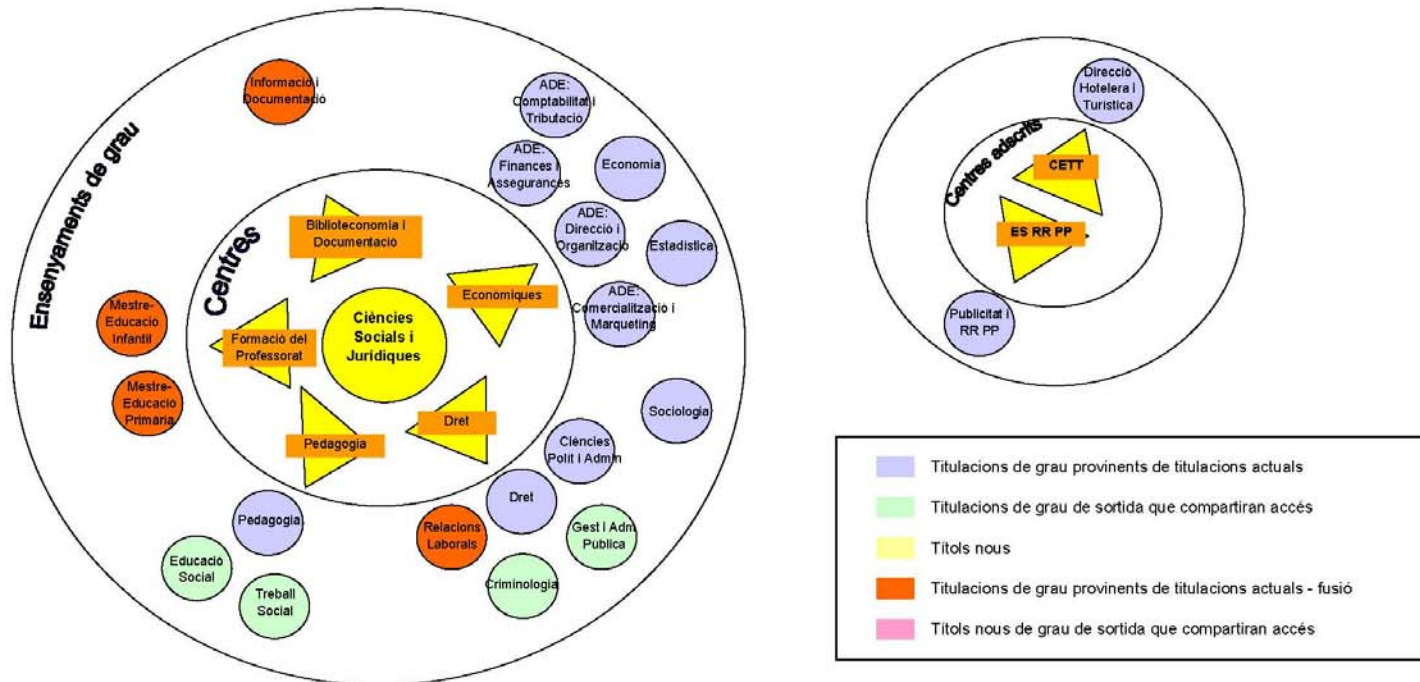 Ensenyaments de grau
Informació i
Documentació
ADE:
Comptabilitat i
Tributació
ADE:
Finances i
Assegurances
Economia
ADE:
Direcció i
Organització
Estadística
ADE:
Comercialització i
Marqueting
Centres
Biblioteconomia i
Documentació
Econòmiques
Ciències
Socials i
Jurídiques
Formació del
Professorat
Pedagogia
Dret
Mestre-
Educació
Infantil
Mestre-
Educació
Primària
Sociologia
Ciències
Polit i Admin
Dret
Relacions
Laborals
Gest i Adm
Pública
Criminologia
Pedagogia
Educació
Social
Treball
Social
Direcció
Hotelera i
Turística
Centres adscrits
CETT
ES RR PP
Publicitat i
RR PP
Titulacions de grau provinents de titulacions actuals
Titulacions de grau de sortida que compartiran accés
Títols nous
Titulacions de grau provinents de titulacions actuals - fusió
Títols nous de grau de sortida que compartiran accés